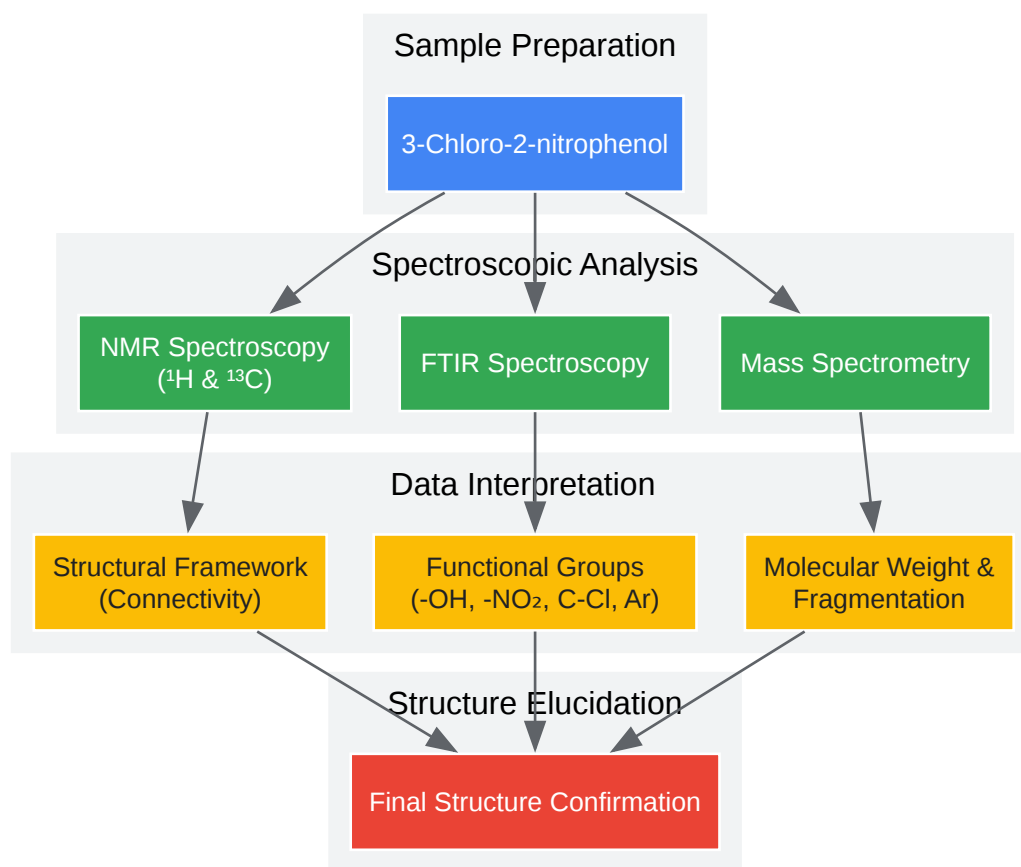 Sample Preparation
3-Chloro-2-nitrophenol
Spectroscopic Analysis
NMR Spectroscopy
(¹H & ¹³C)
FTIR Spectroscopy
Mass Spectrometry
Data Interpretation
Structural Framework
(Connectivity)
Functional Groups
(-OH, -NO₂, C-Cl, Ar)
Molecular Weight &
Fragmentation
Structure Elucidation
Final Structure Confirmation